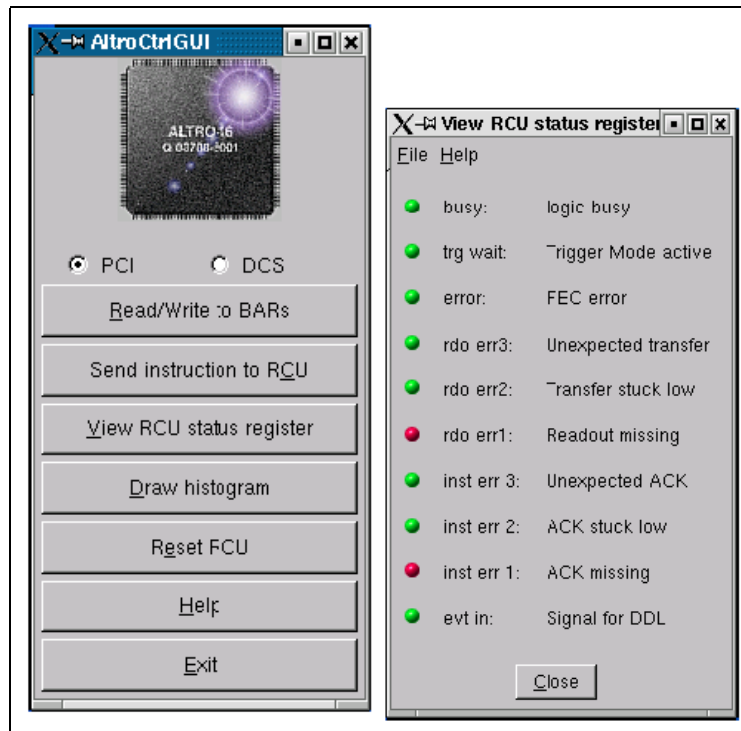 AltroCtrlGUI
ALTRO-16
PCI DCS
Read/Write to BARs
Send instruction to RCU
View RCU status register
Draw histogram
Reset RCU
Help
Exit
View RCU status register
File Help
busy: logic busy
trg wait: Trigger Mode active
error: FEC error
rdo err3: Unexpected transfer
rdo err2: Transfer stuck low
rdo err1: Readout missing
inst err 3: Unexpected ACK
inst err 2: ACK stuck low
inst err 1: ACK missing
evt in: Signal for DDL
Close